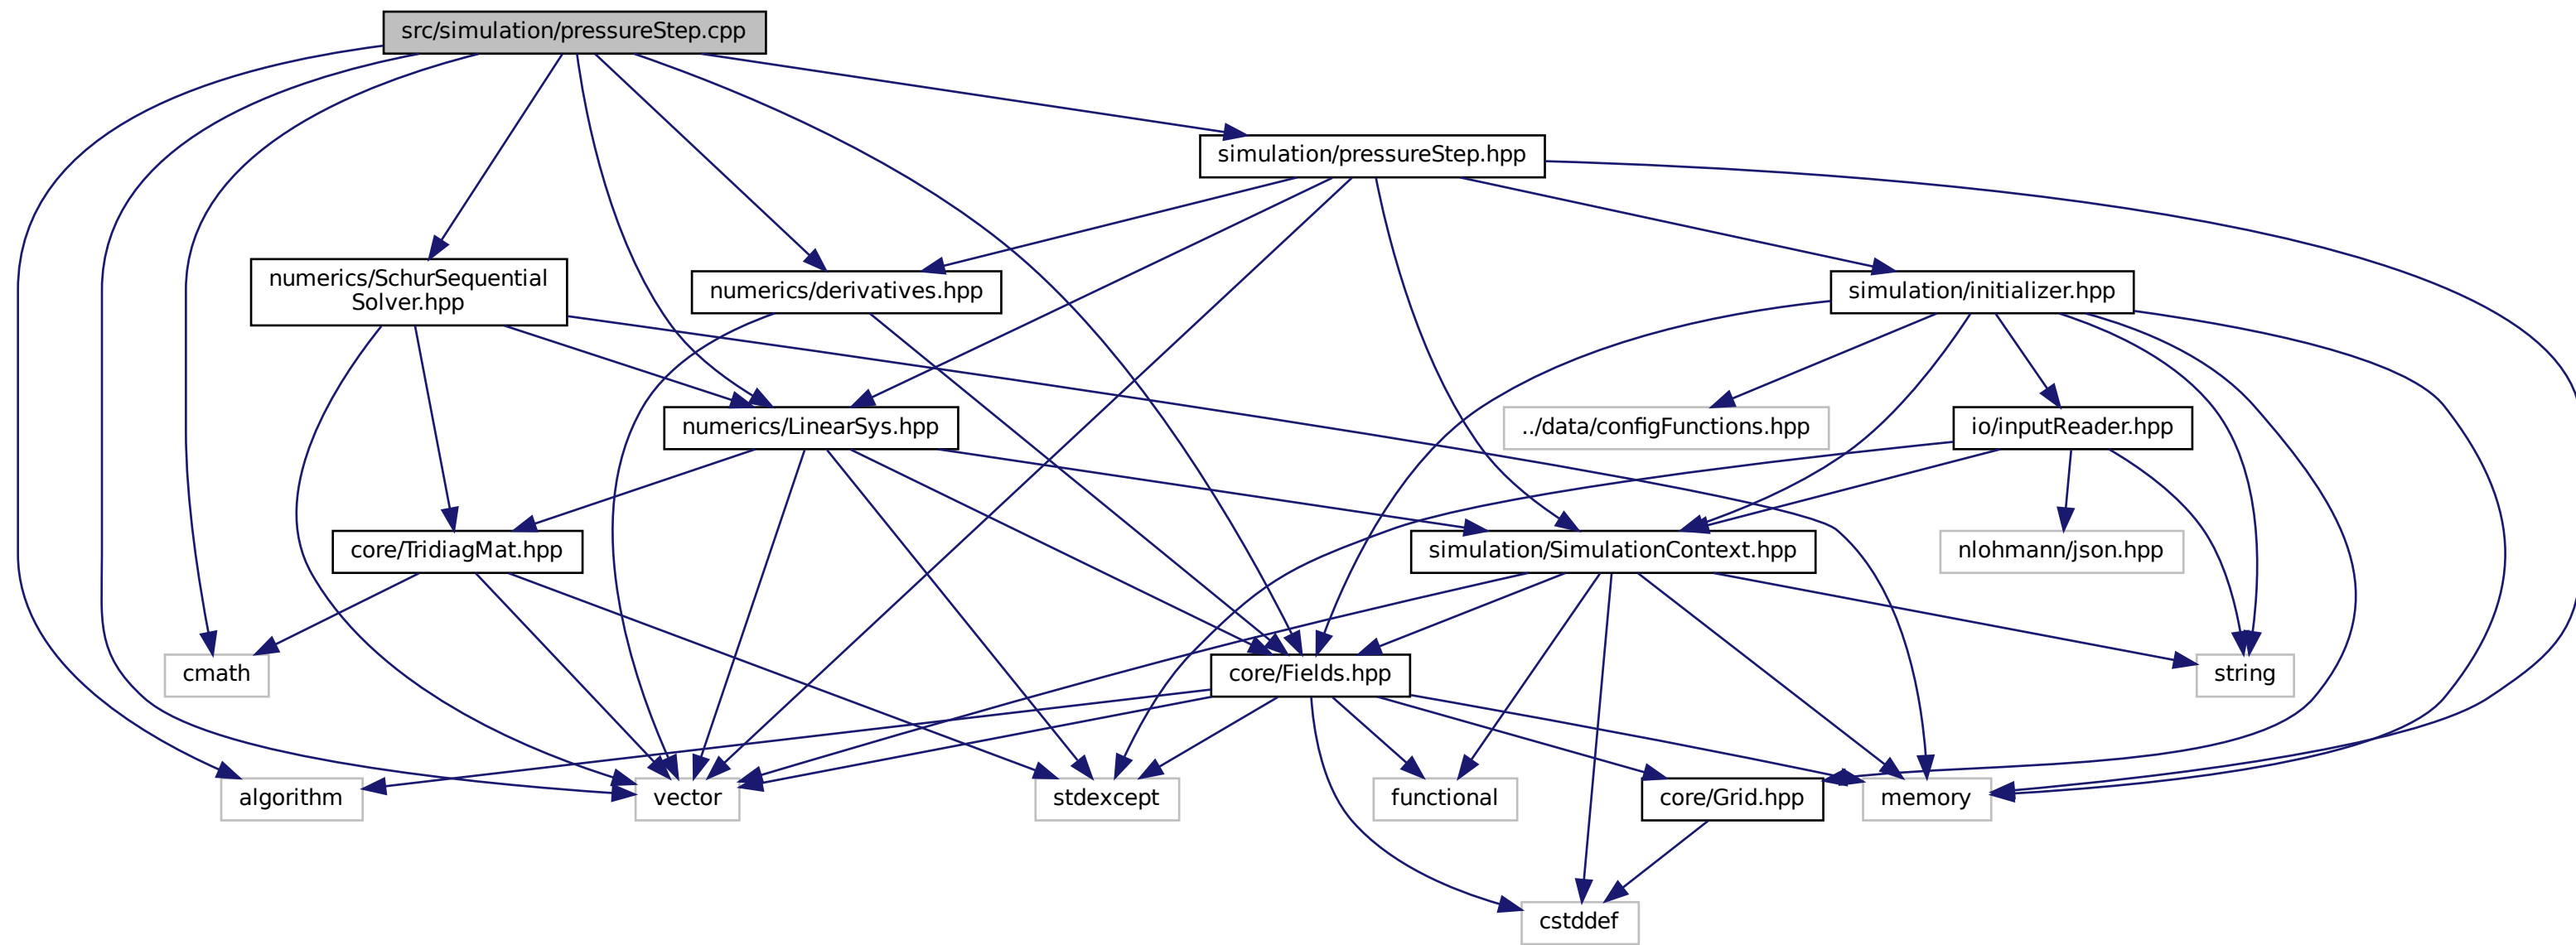 src/simulation/pressureStep.cpp
simulation/pressureStep.hpp
numerics/SchurSequential
Solver.hpp
numerics/derivatives.hpp
simulation/initializer.hpp
numerics/LinearSys.hpp
../data/configFunctions.hpp
io/inputReader.hpp
core/TridiagMat.hpp
simulation/SimulationContext.hpp
nlohmann/json.hpp
cmath
core/Fields.hpp
string
algorithm
vector
stdexcept
functional
core/Grid.hpp
memory
cstddef